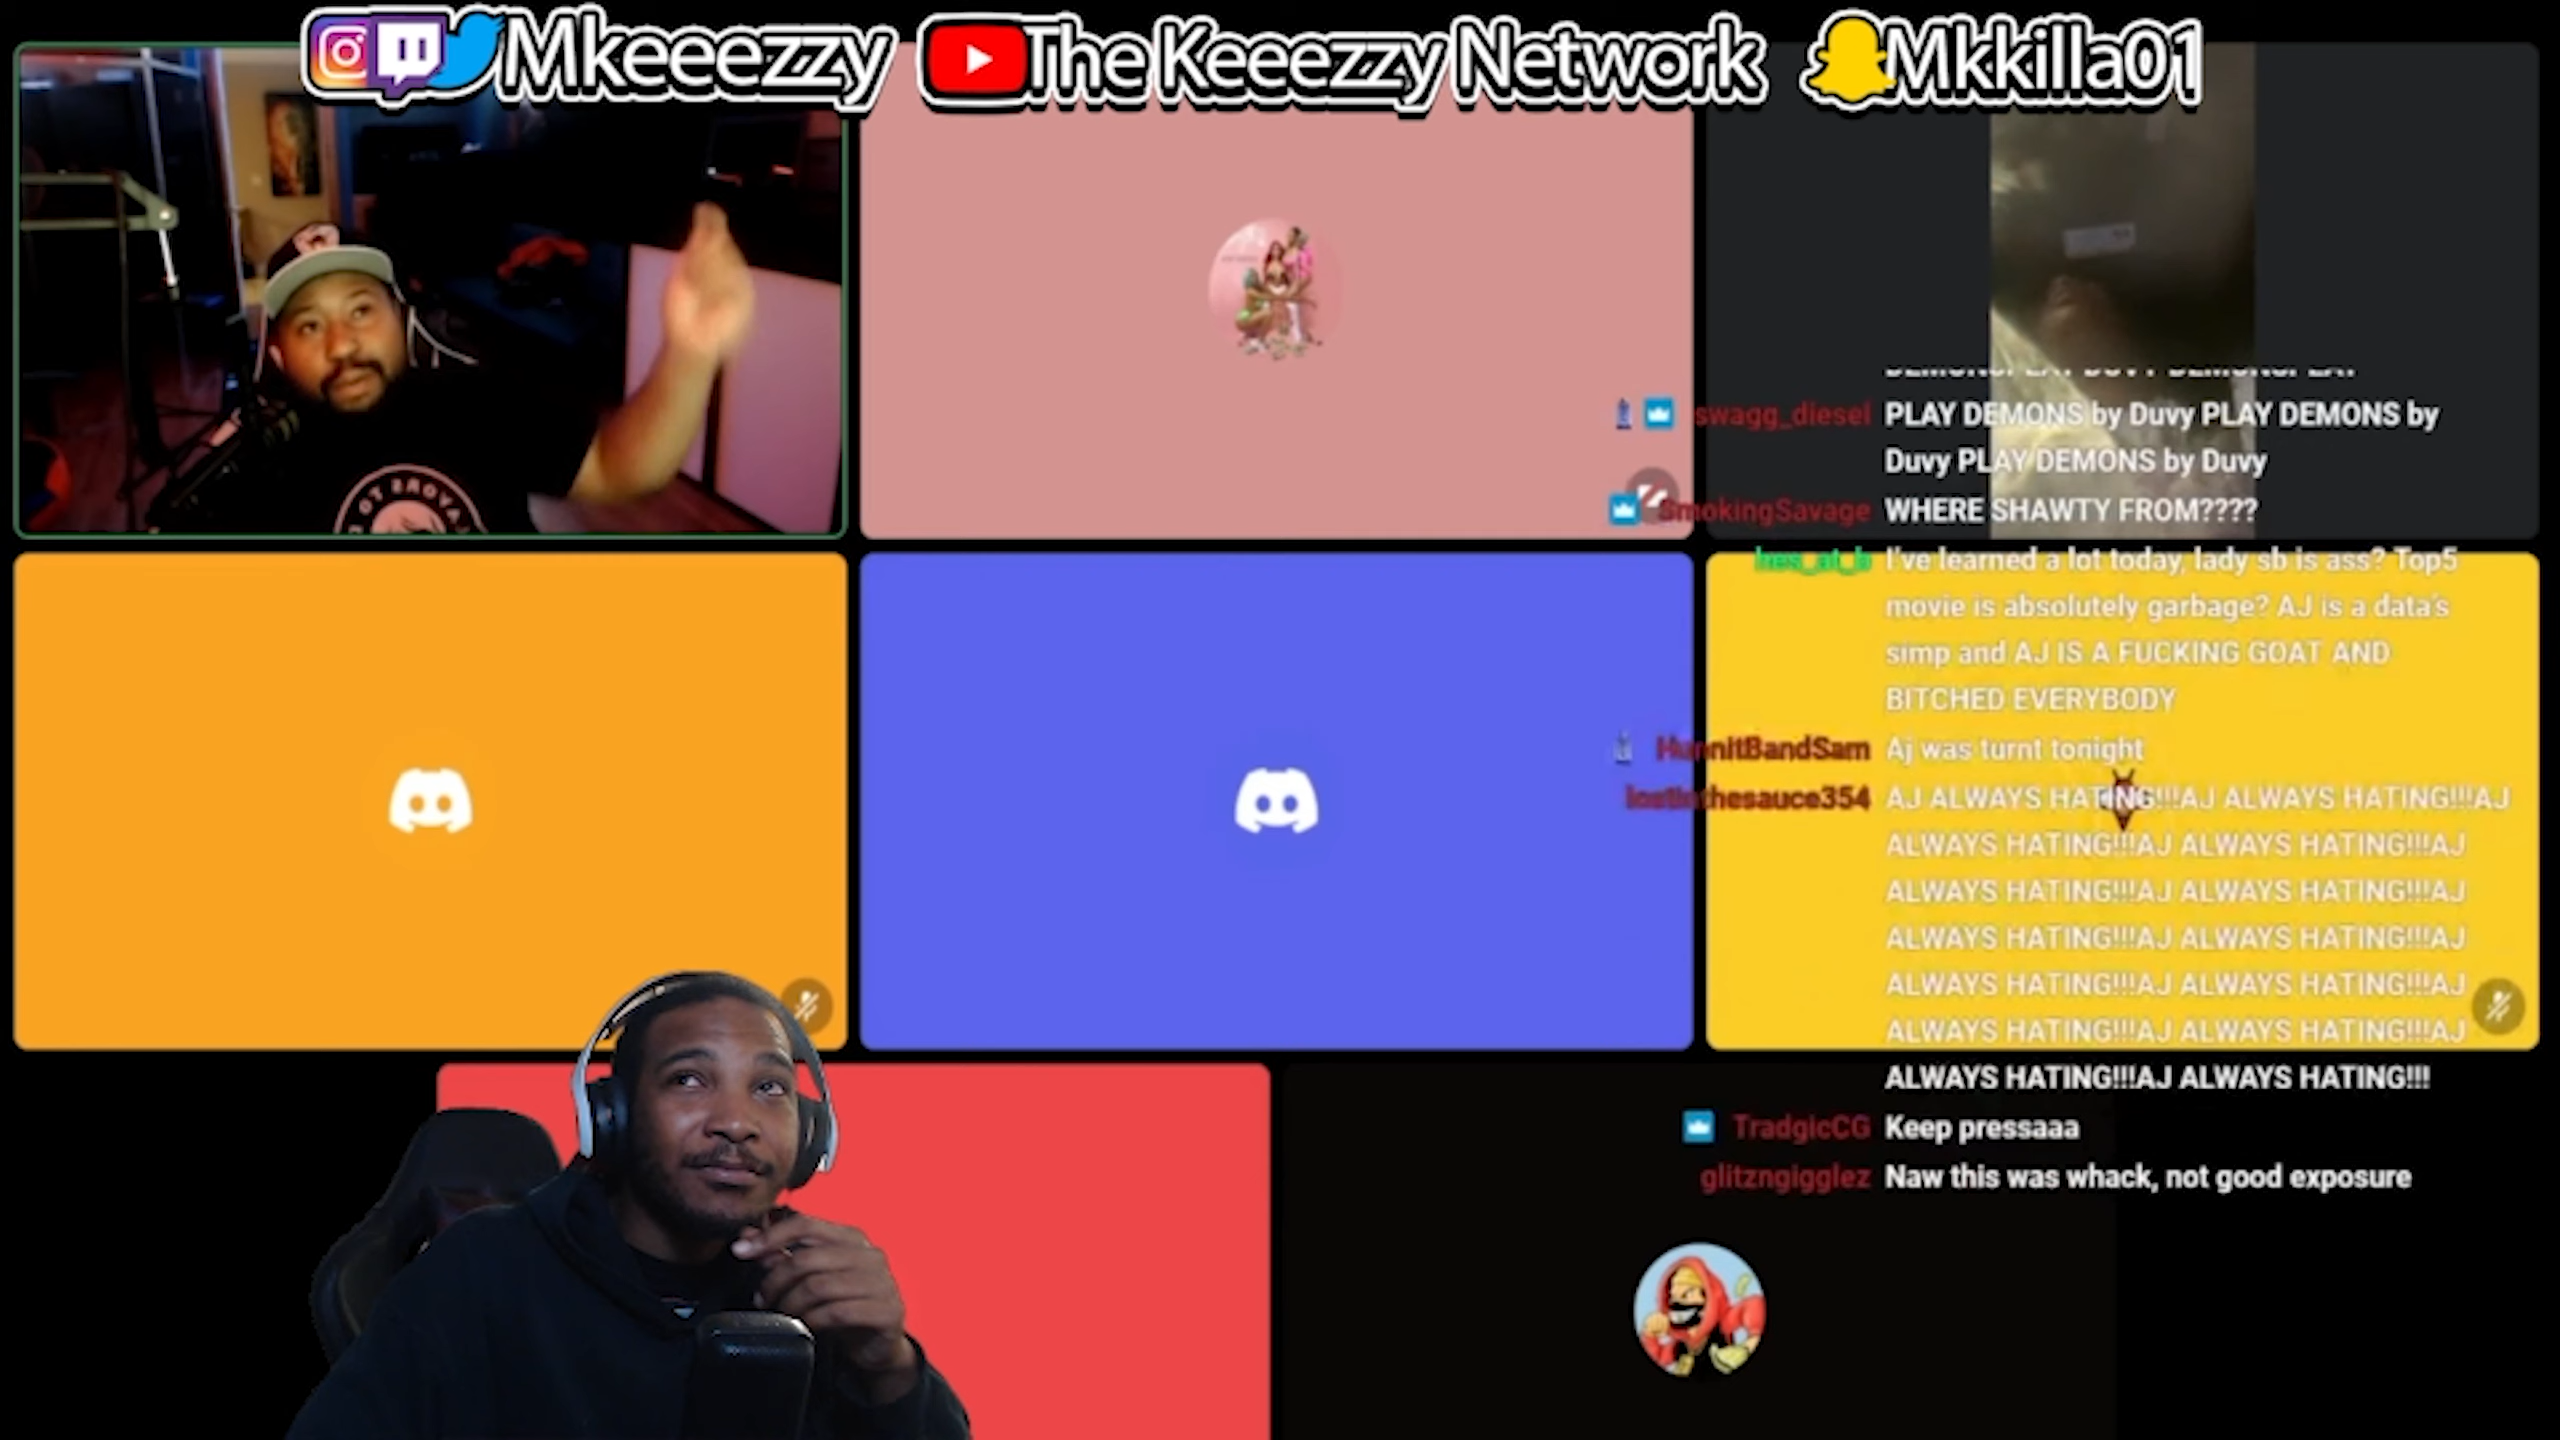 Mkeeezzy The Keeezzy Network Mkkilla01
swagg_diesel PLAY DEMONS by Duvy PLAY DEMONS by
Duvy PLAY DEMONS by Duvy
SmokingSavage WHERE SHAWTY FROM????
hes_at_b I've learned a lot today, lady sb is ass? Top5
movie is absolutely garbage? AJ is a data's
simp and AJ IS A FUCKING GOAT AND
BITCHED EVERYBODY
HunnitBandSam Aj was turnt tonight
lostinthesauce354 AJ ALWAYS HATING!!!AJ ALWAYS HATING!!!AJ
ALWAYS HATING!!!AJ ALWAYS HATING!!!AJ
ALWAYS HATING!!!AJ ALWAYS HATING!!!AJ
ALWAYS HATING!!!AJ ALWAYS HATING!!!AJ
ALWAYS HATING!!!AJ ALWAYS HATING!!!AJ
ALWAYS HATING!!!AJ ALWAYS HATING!!!AJ
ALWAYS HATING!!!AJ ALWAYS HATING!!!
TradgicCG Keep pressaaa
glitzngigglez Naw this was whack, not good exposure